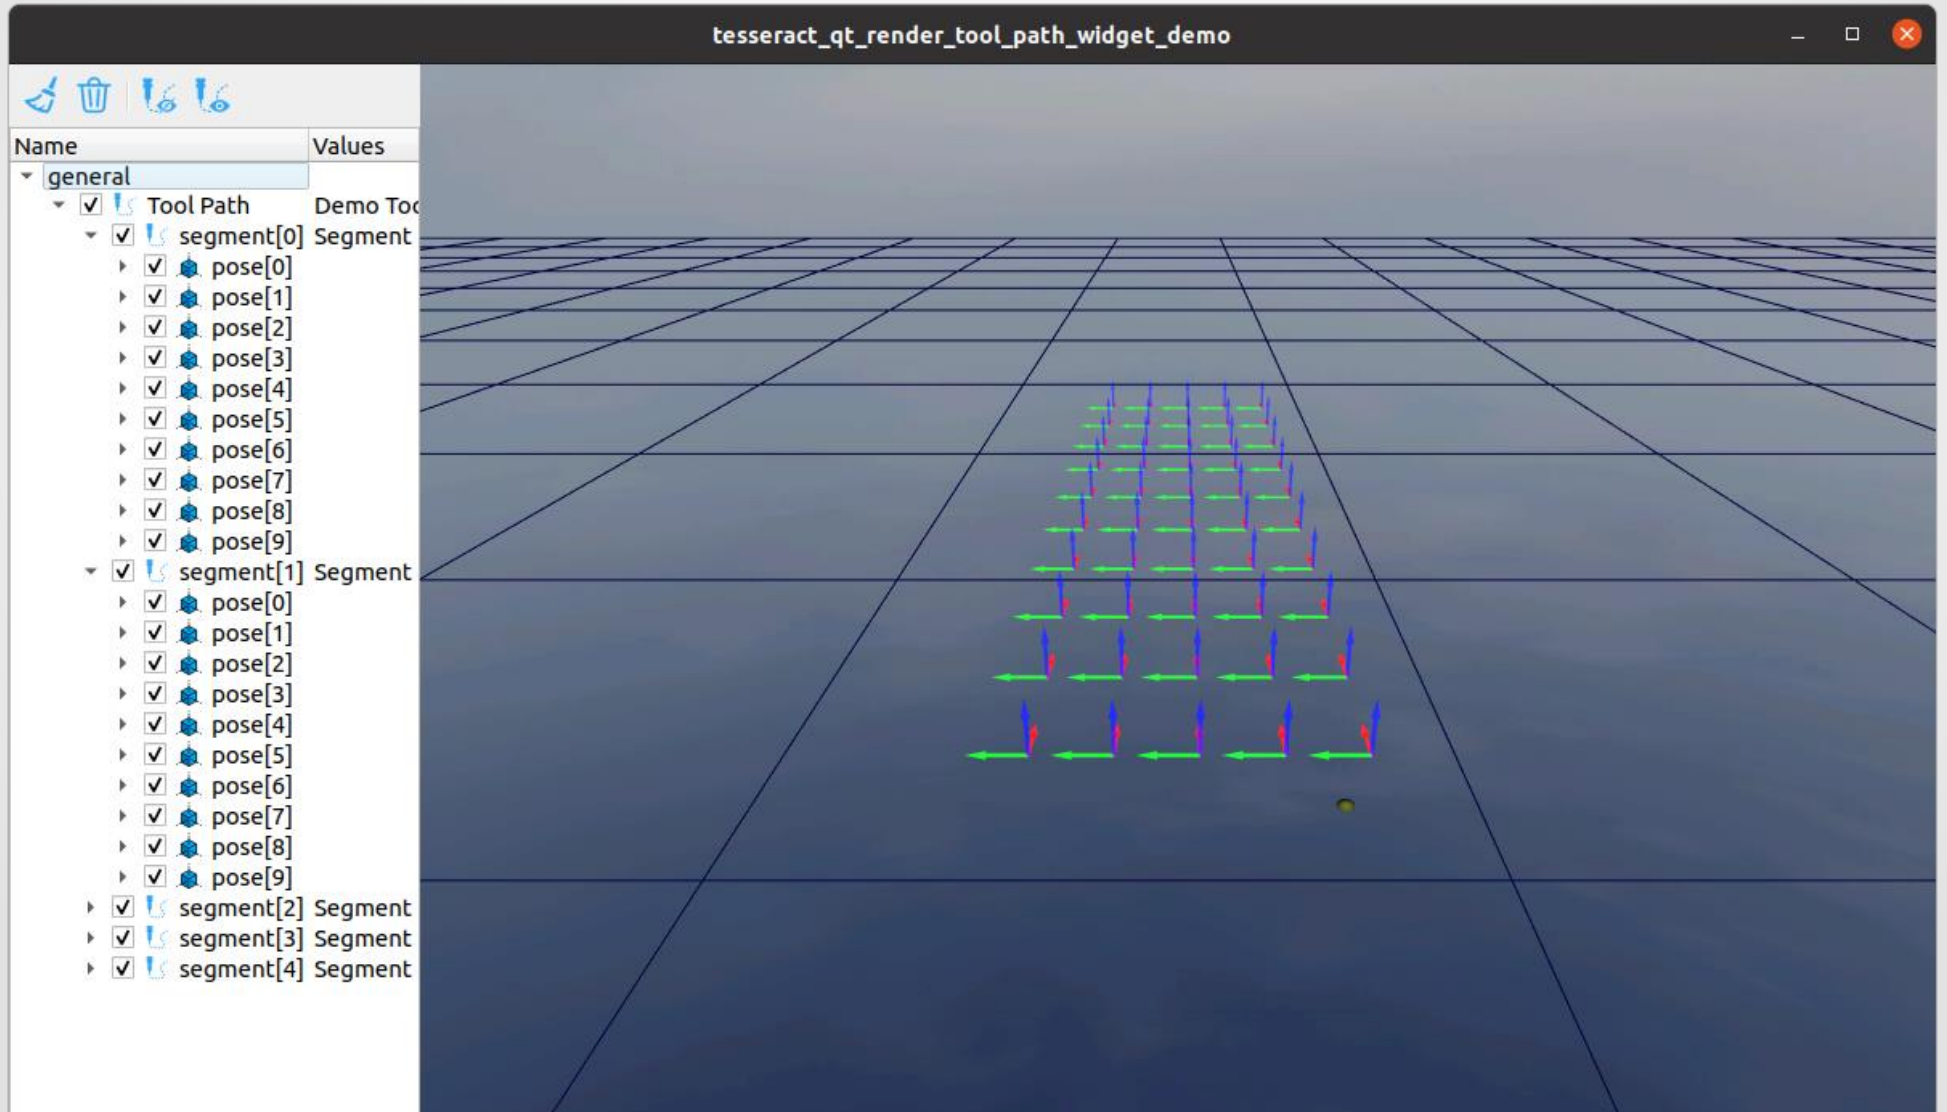 tesseract_qt_render_tool_path_widget_demo
Name Values
general
Tool Path Demo Too
segment[0] Segment
pose[0]
pose[1]
pose[2]
pose[3]
pose[4]
pose[5]
pose[6]
pose[7]
pose[8]
pose[9]
segment[1] Segment
pose[0]
pose[1]
pose[2]
pose[3]
pose[4]
pose[5]
pose[6]
pose[7]
pose[8]
pose[9]
segment[2] Segment
segment[3] Segment
segment[4] Segment